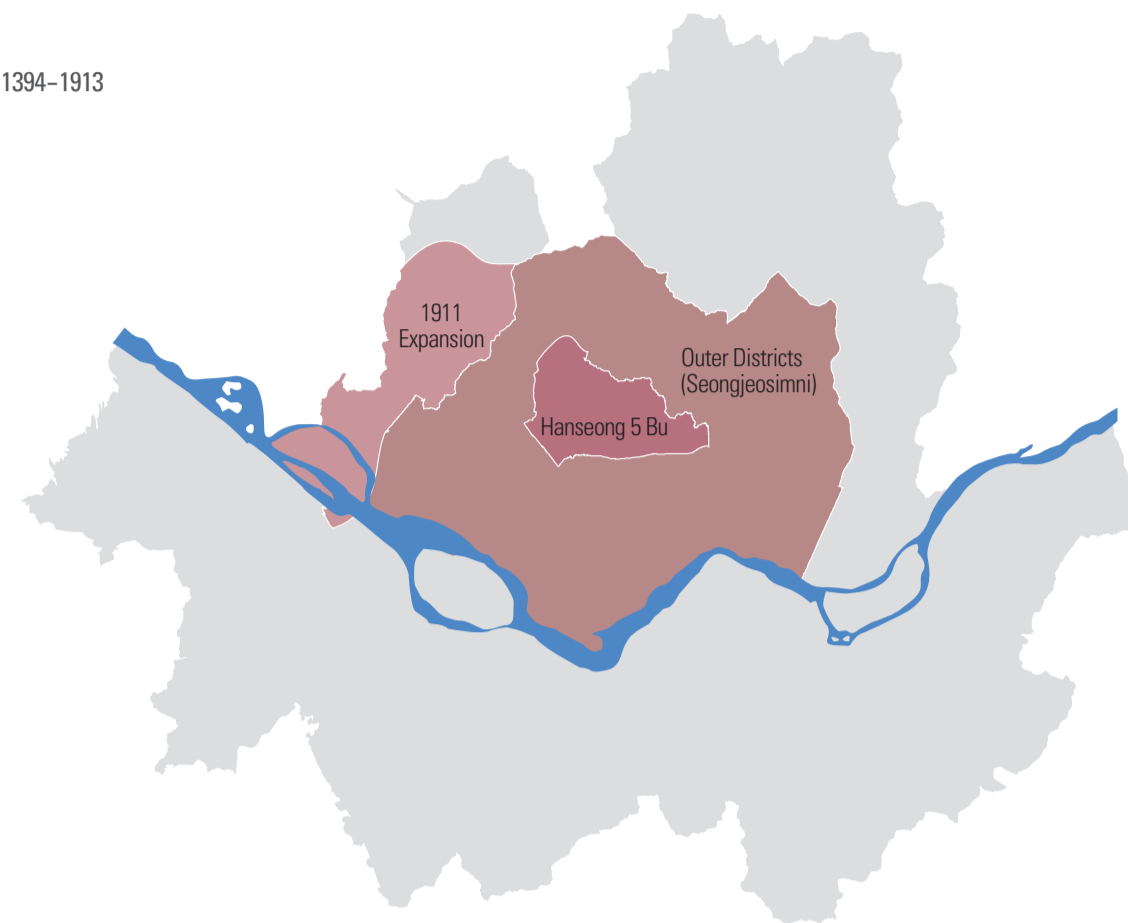 1394–1913
1911
Expansion
Outer Districts
(Seongjeosimni)
Hanseong 5 Bu